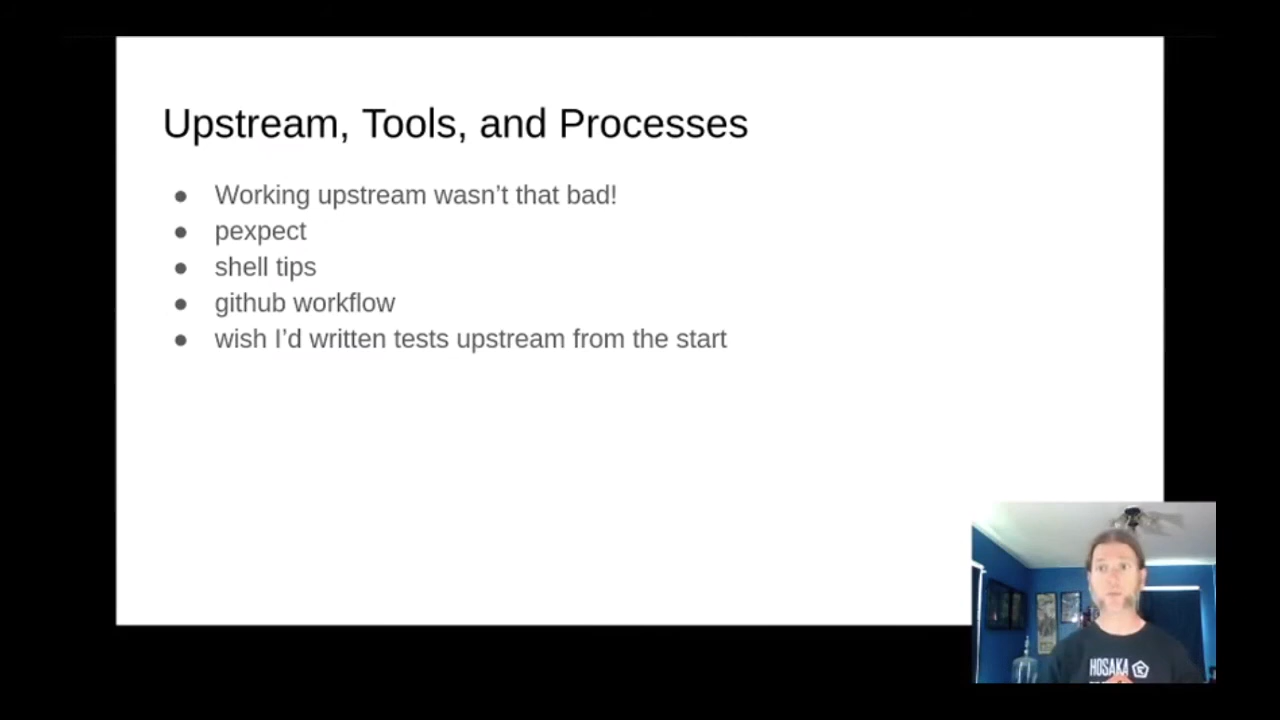 Upstream, Tools, and Processes
● Working upstream wasn’t that bad!
● pexpect
● shell tips
● github workflow
● wish I’d written tests upstream from the start
HOSAKA